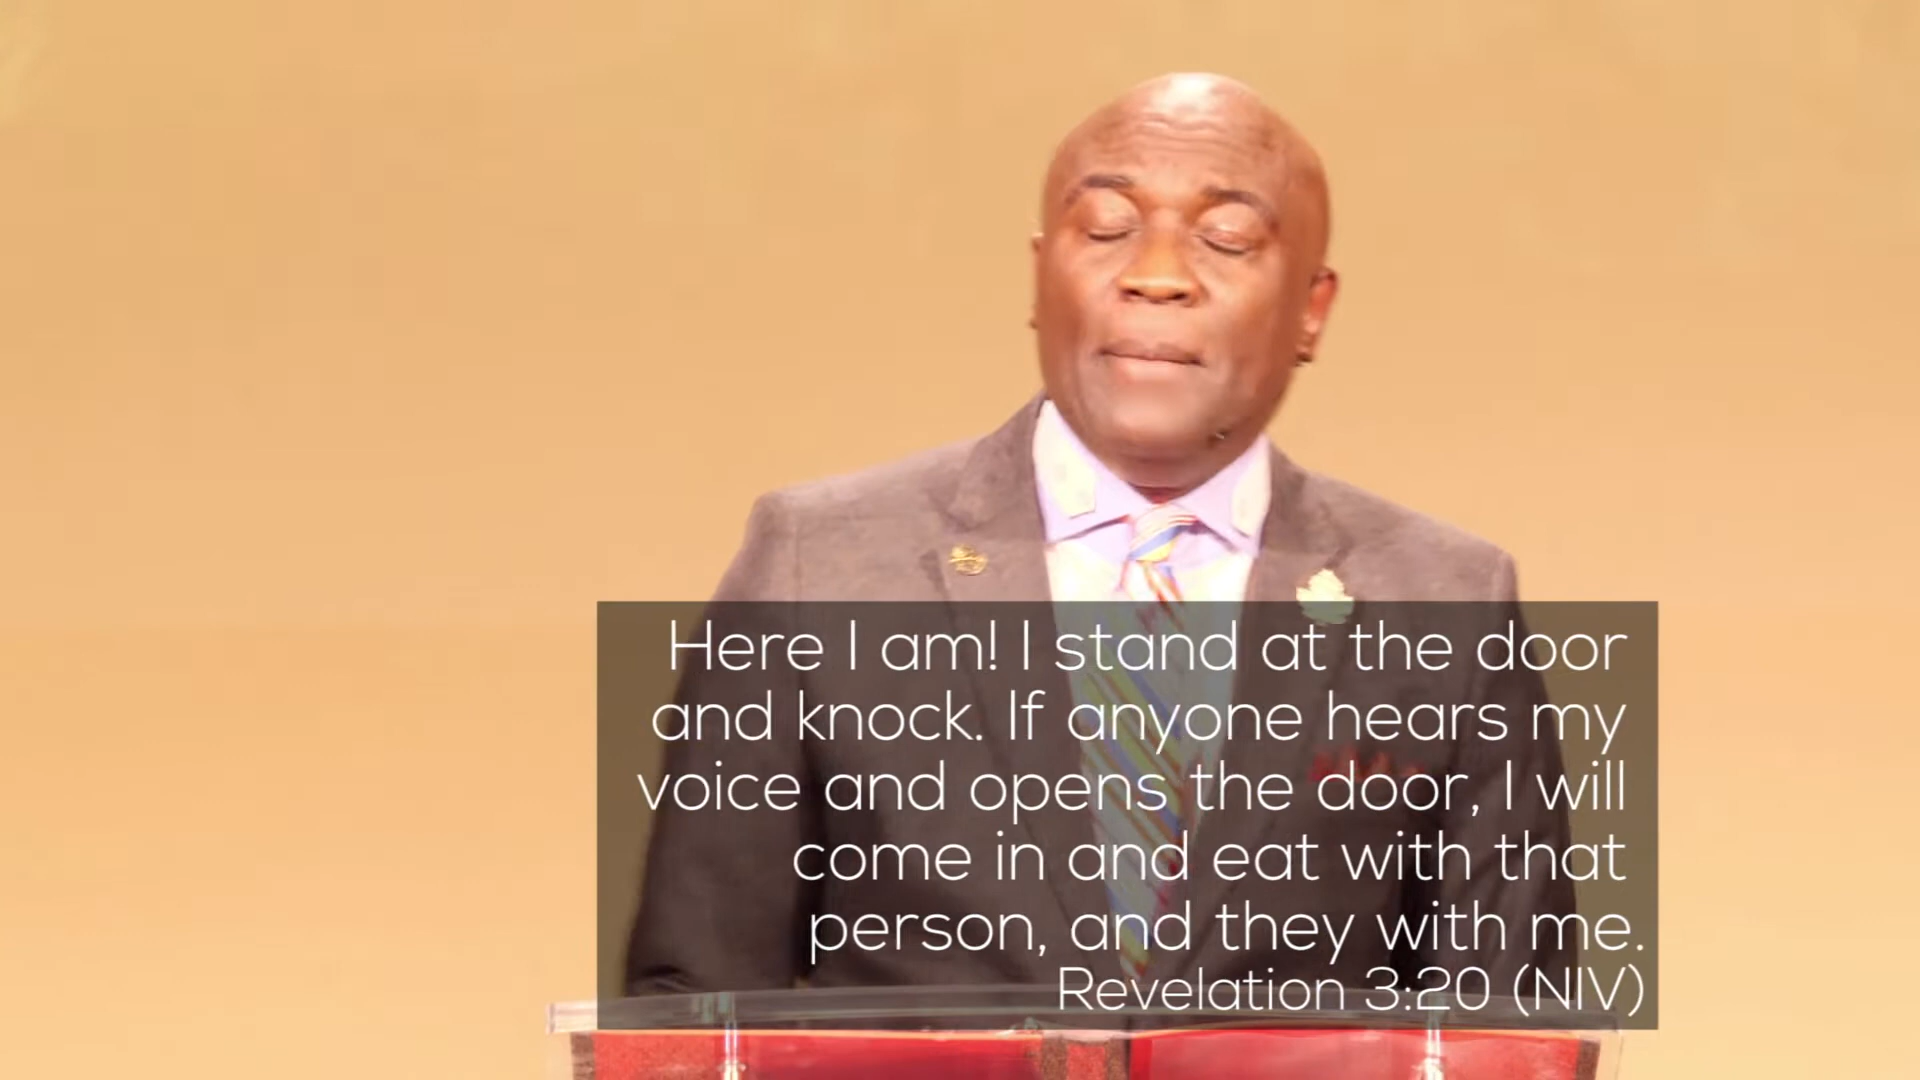 Here I am! I stand at the door
and knock. If anyone hears my
voice and opens the door, I will
come in and eat with that
person, and they with me.
Revelation 3:20 (NIV)